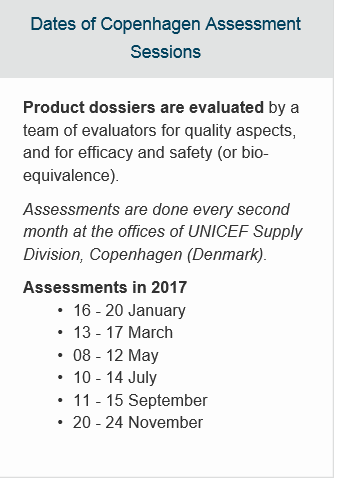 Dates of Copenhagen Assessment
Sessions
Product dossiers are evaluated by a
team of evaluators for quality aspects,
and for efficacy and safety (or bio-
equivalence).
Assessments are done every second
month at the offices of UNICEF Supply
Division, Copenhagen (Denmark).
Assessments in 2017
• 16 - 20 January
• 13 - 17 March
• 08 - 12 May
• 10 - 14 July
• 11 - 15 September
• 20 - 24 November